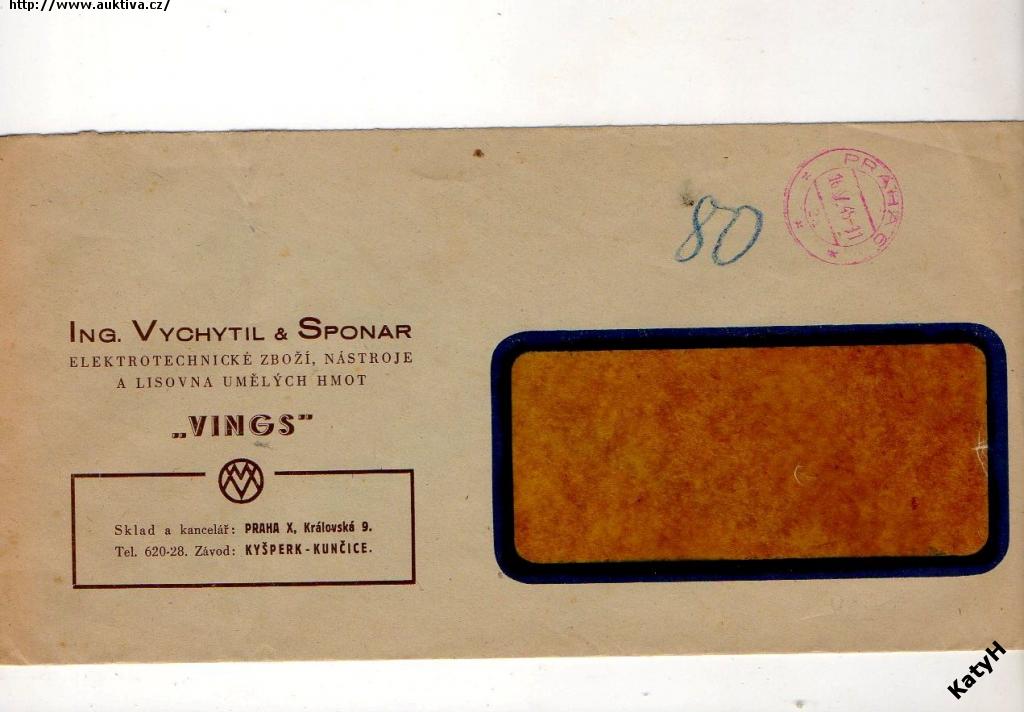 http://www.auktiva.cz/
PRAHA
80
ING. VYCHYTIL & SPONAR
ELEKTROTECHNICKÉ ZBOŽÍ, NÁSTROJE
A LISOVNA UMĚLÝCH HMOT
„VINGS”
Sklad a kancelář: PRAHA X, Královská 9.
Tel. 620-28. Závod: KYŠPERK - KUNČICE.
KatyH